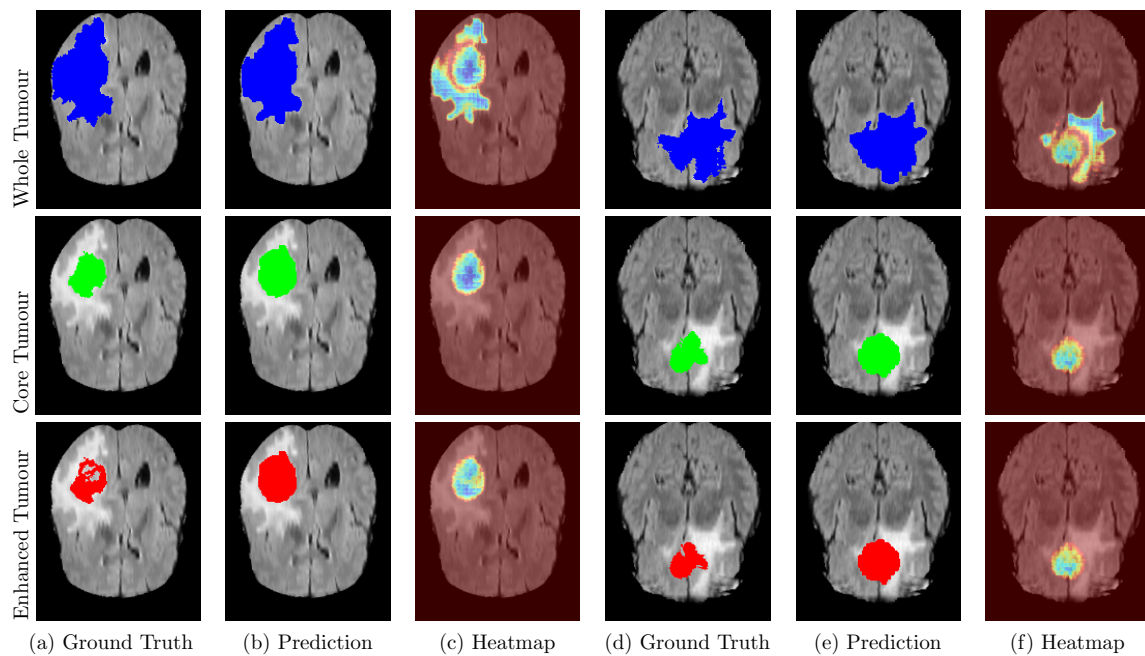 Whole Tumour
Core Tumour
Enhanced Tumour
(a) Ground Truth
(b) Prediction
(c) Heatmap
(d) Ground Truth
(e) Prediction
(f) Heatmap